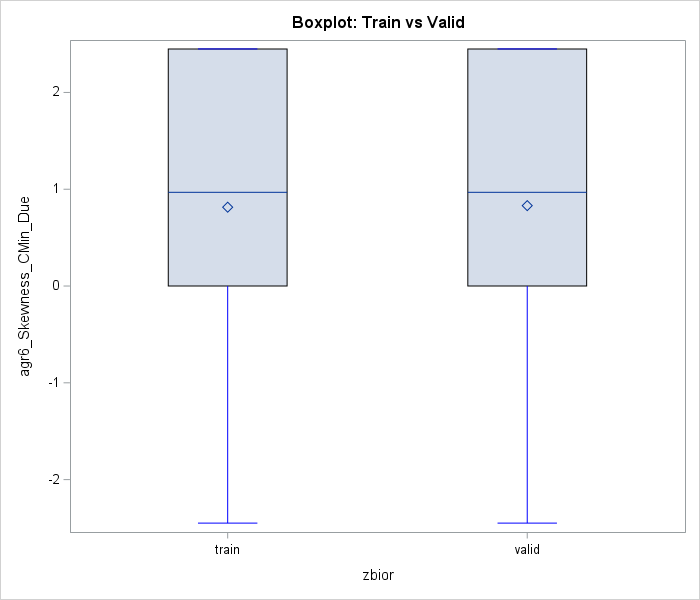 Boxplot: Train vs Valid
agr6_Skewness_CMin_Due
2
1
0
-1
-2
train
valid
zbior